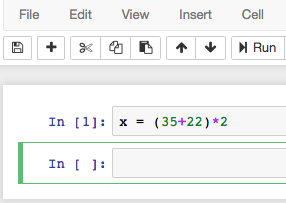 File Edit View Insert Cell
Run
In [1]: x = (35+22)*2
In [ ]: